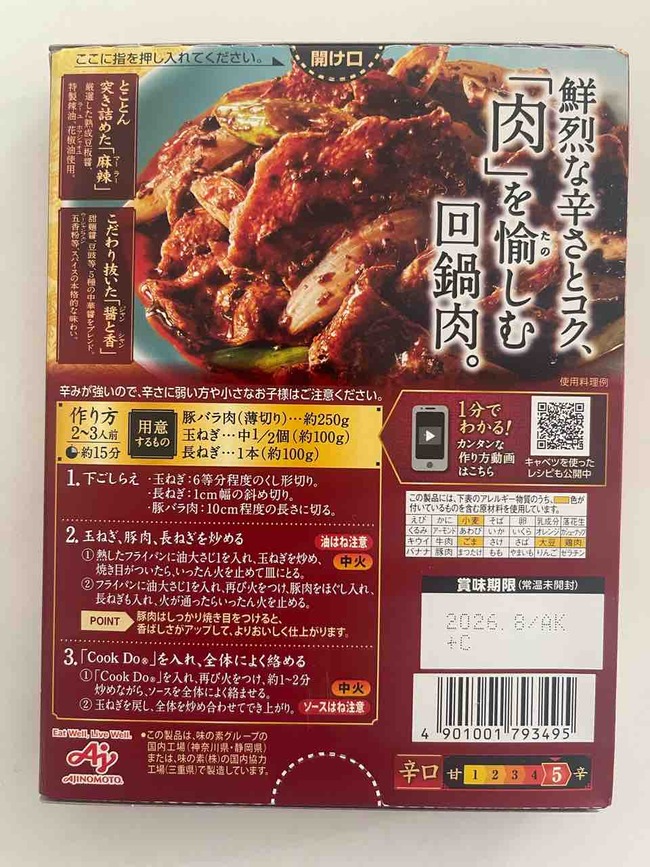 ここに指を押し入れてください。
開け口
鮮烈な辛さとコク、
「肉」を愉しむ
たの
回鍋肉。
使用料理例
とことん
突き詰めた「麻辣」
マーラー
厳選した熟成豆板醤
特製辣油、花椒油使用。
こだわり抜いた「醤と香」
ジャン シャン
甜麺醤、豆豉等、5種の中華醤をブレンド。
五香粉等、スパイスの本格的な味わい。
辛みが強いので、辛さに弱い方や小さなお子様はご注意ください。
作り方
2~3人前
約15分
用意
するもの
豚バラ肉(薄切り)…約250g
玉ねぎ…中1/2個(約100g)
長ねぎ…1本(約100g)
1. 下ごしらえ
・玉ねぎ:6等分程度のくし形切り。
・長ねぎ:1cm幅の斜め切り。
・豚バラ肉:10cm程度の長さに切る。
2. 玉ねぎ、豚肉、長ねぎを炒める
油はね注意
① 熱したフライパンに油大さじ1を入れ、玉ねぎを炒め、
焼き目がついたら、いったん火を止めて皿にとる。
中火
② フライパンに油大さじ1を入れ、再び火をつけ、豚肉をほぐし入れ、
長ねぎも入れ、火が通ったらいったん火を止める。
POINT
豚肉はしっかり焼き目をつけると、
香ばしさがアップして、よりおいしく仕上がります。
3. 「Cook Do®」を入れ、全体によく絡める
① 「Cook Do®」を入れ、再び火をつけ、約1~2分
炒めながら、ソースを全体によく絡ませる。
中火
② 玉ねぎを戻し、全体を炒め合わせてでき上がり。
ソースはね注意
1分で
わかる!
カンタンな
作り方動画
はこちら
キャベツを使った
レシピも公開中
この製品には、下表のアレルギー物質のうち、色が
付いているものを含む原材料を使用しています。
えび かに 小麦 そば 卵 乳成分 落花生
くるみ アーモンド あわび いか いくら オレンジ カシューナッツ
キウイ 牛肉 ごま さけ さば 大豆 鶏肉
バナナ 豚肉 まつたけ もも やまいも りんご ゼラチン
賞味期限(常温未開封)
2026. 8/AK
+C
4 901001 793495
辛口 甘 1 2 3 4 5 辛
Eat Well, Live Well.
AJINOMOTO®
●この製品は、味の素グループの
国内工場(神奈川県・静岡県)
または、味の素(株)の国内協力
工場(三重県)で製造しています。